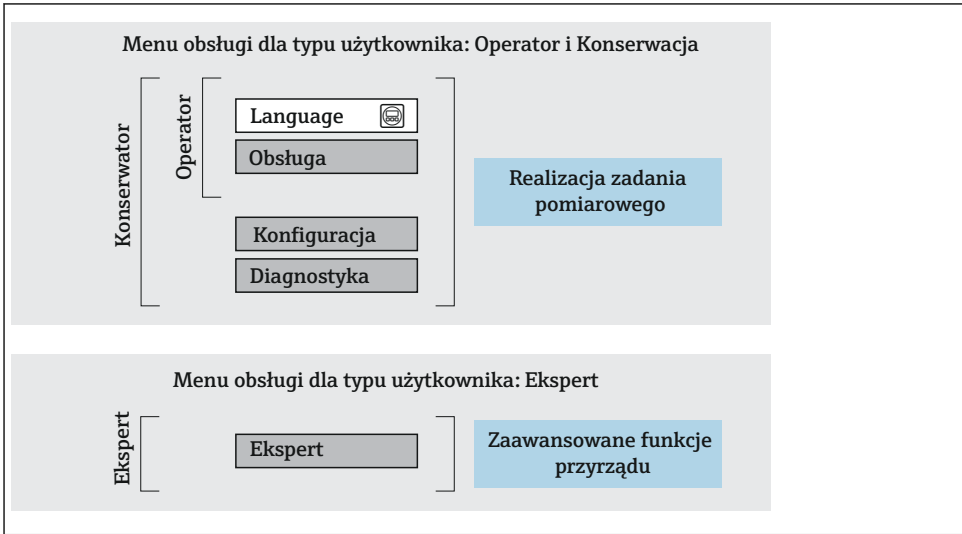 Menu obsługi dla typu użytkownika: Operator i Konserwacja
Konserwator
Operator
Language
Obsługa
Konfiguracja
Diagnostyka
Realizacja zadania
pomiarowego
Menu obsługi dla typu użytkownika: Ekspert
Ekspert
Ekspert
Zaawansowane funkcje
przyrządu